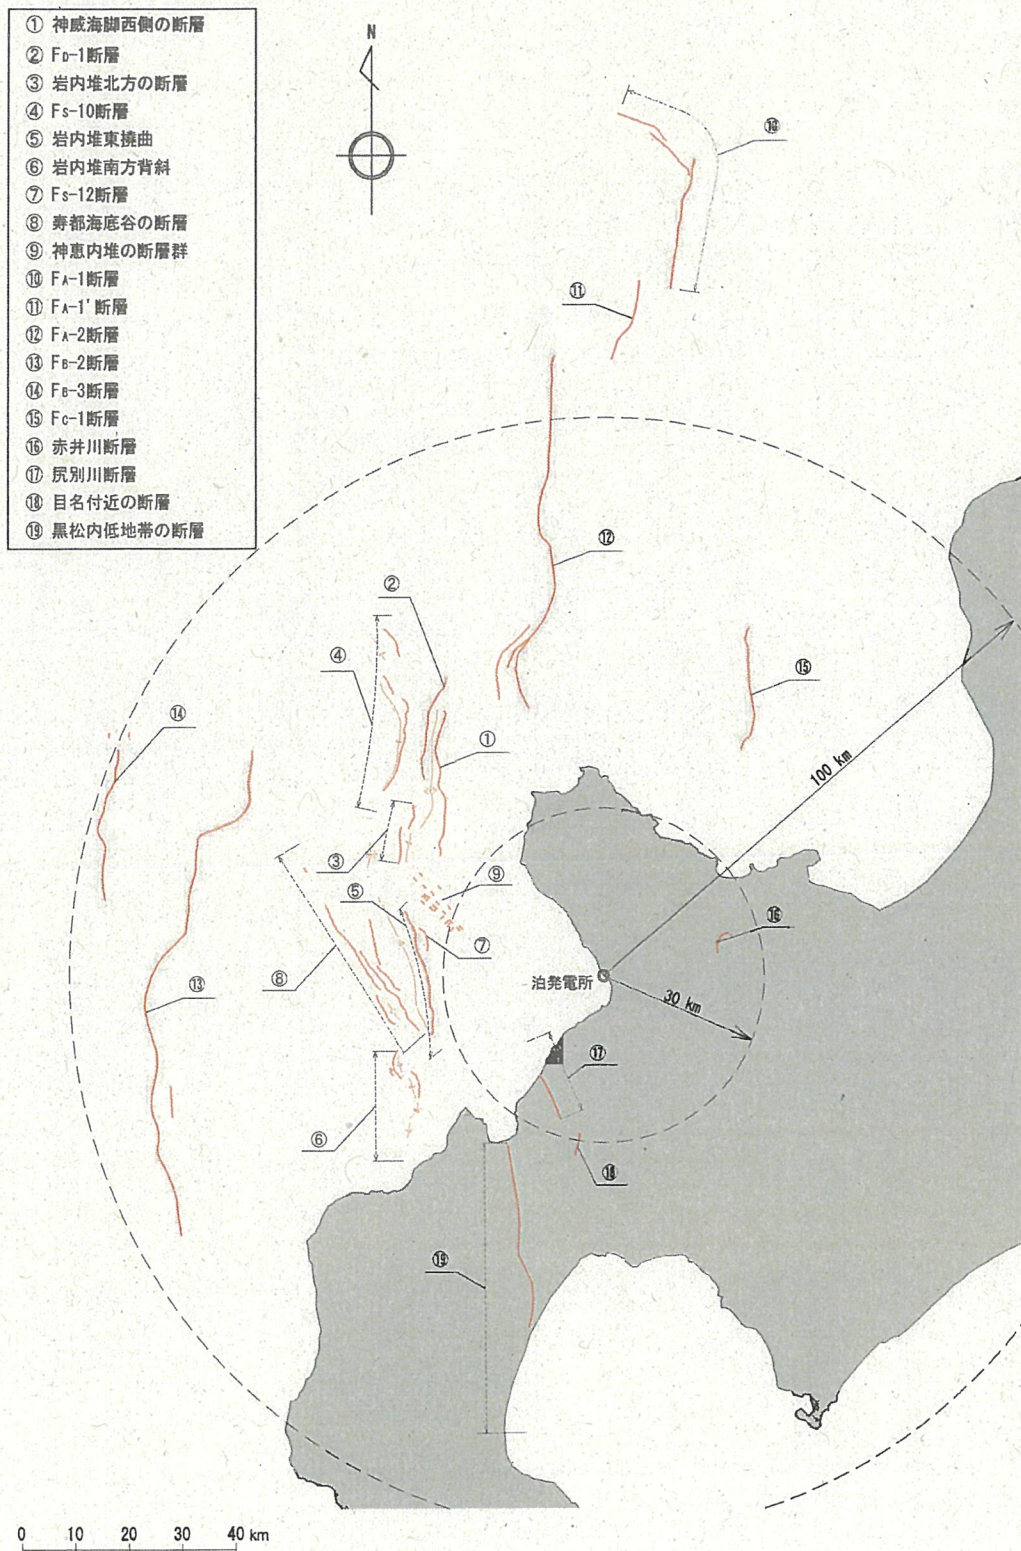 ① 神威海脚西側の断層
② FD-1断層
③ 岩内堆北方の断層
④ Fs-10断層
⑤ 岩内堆東撓曲
⑥ 岩内堆南方背斜
⑦ Fs-12断層
⑧ 寿都海底谷の断層
⑨ 神恵内堆の断層群
⑩ FA-1断層
⑪ FA-1'断層
⑫ FA-2断層
⑬ FB-2断層
⑭ FB-3断層
⑮ Fc-1断層
⑯ 赤井川断層
⑰ 尻別川断層
⑱ 目名付近の断層
⑲ 黒松内低地帯の断層
N
⑩
⑪
⑫
②
④
⑮
⑭
①
100 km
③
⑨
⑤
⑯
⑦
⑧
⑬
泊発電所
30 km
⑰
⑥
⑱
⑲
0 10 20 30 40 km